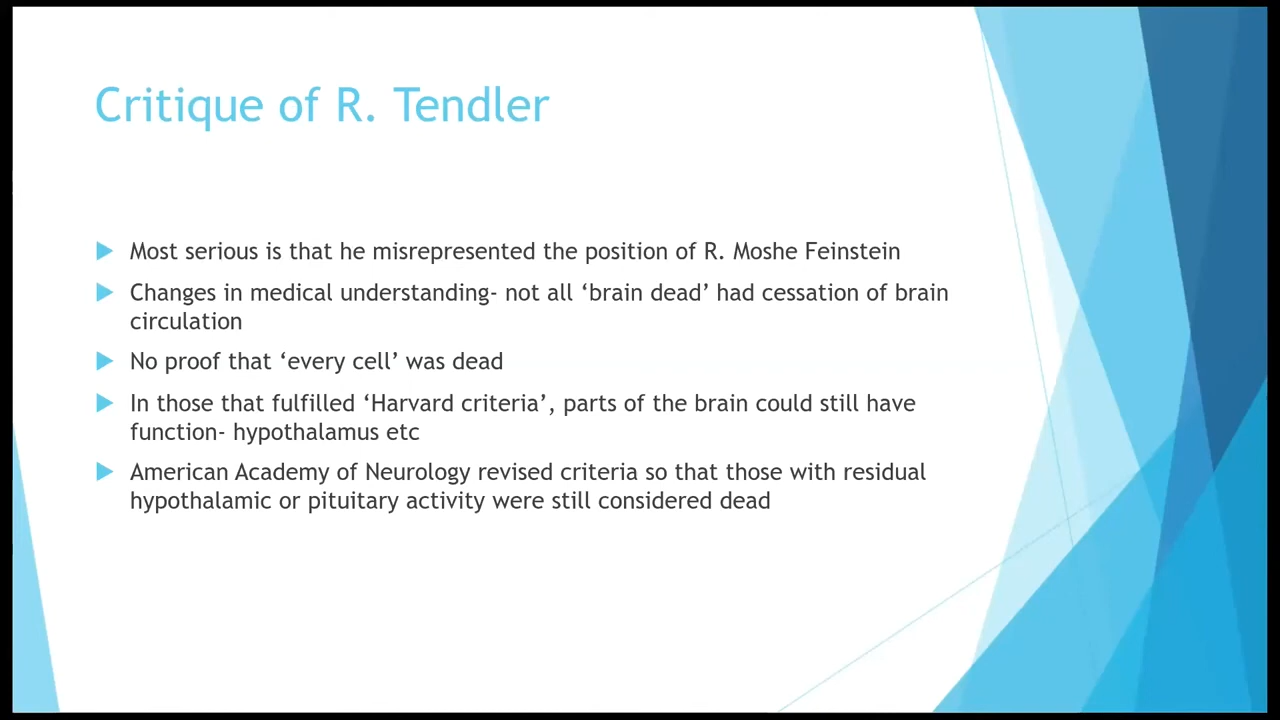 Critique of R. Tendler
Most serious is that he misrepresented the position of R. Moshe Feinstein
Changes in medical understanding- not all ‘brain dead’ had cessation of brain
circulation
No proof that ‘every cell’ was dead
In those that fulfilled ‘Harvard criteria’, parts of the brain could still have
function- hypothalamus etc
American Academy of Neurology revised criteria so that those with residual
hypothalamic or pituitary activity were still considered dead